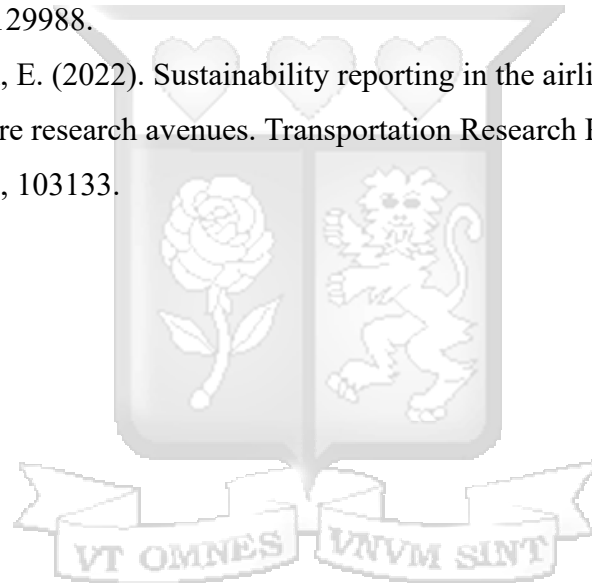 129988.
, E. (2022). Sustainability reporting in the airli
re research avenues. Transportation Research
, 103133.
VT OMNES VNVM SINT